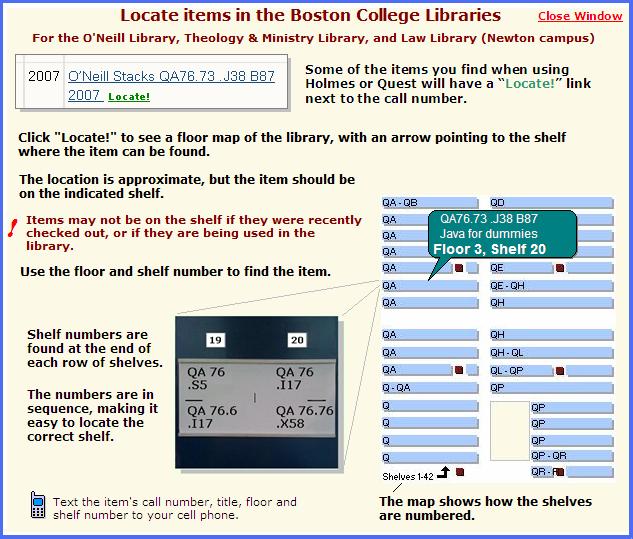 Locate items in the Boston College Libraries
Close Window
For the O'Neill Library, Theology & Ministry Library, and Law Library (Newton campus)
2007 O'Neill Stacks QA76.73 .J38 B87
2007 Locate!
Some of the items you find when using
Holmes or Quest will have a “Locate!” link
next to the call number.
Click "Locate!" to see a floor map of the library, with an arrow pointing to the shelf
where the item can be found.
The location is approximate, but the item should be
on the indicated shelf.
! Items may not be on the shelf if they were recently
checked out, or if they are being used in the
library.
Use the floor and shelf number to find the item.
Shelf numbers are
found at the end of
each row of shelves.
The numbers are in
sequence, making it
easy to locate the
correct shelf.
19 20
QA 76 QA 76
.S5 .I17
QA 76.6 QA 76.76
.I17 .X58
QA - QB QD
QA
QA
QA
QA76.73 .J38 B87
Java for dummies
Floor 3, Shelf 20
QA QE
QA QE - QH
QA QH
QA QH
QA QH - QL
QA QL - QP
Q - QA QP
Q QP
Q QP
Q QP
Q QP - QR
QR -
Shelves 1-42
Text the item's call number, title, floor and
shelf number to your cell phone.
The map shows how the shelves
are numbered.